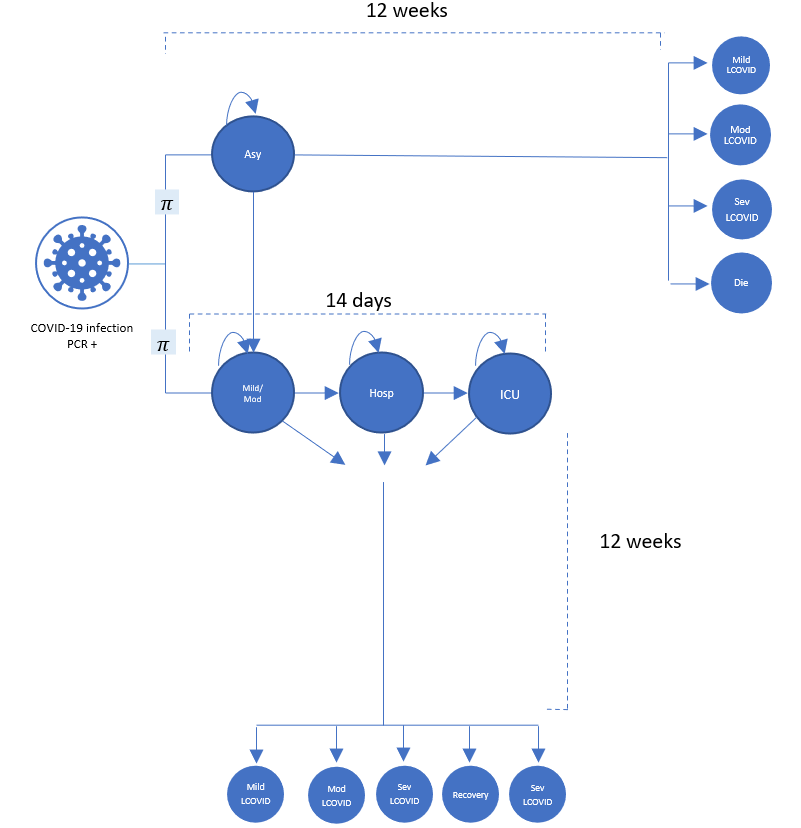 12 weeks
Mild
LCOVID
Mod
LCOVID
Asy
π
Sev
LCOVID
Die
COVID-19 infection
PCR +
14 days
π
Mild/
Mod
Hosp
ICU
12 weeks
Mild
LCOVID
Mod
LCOVID
Sev
LCOVID
Recovery
Sev
LCOVID